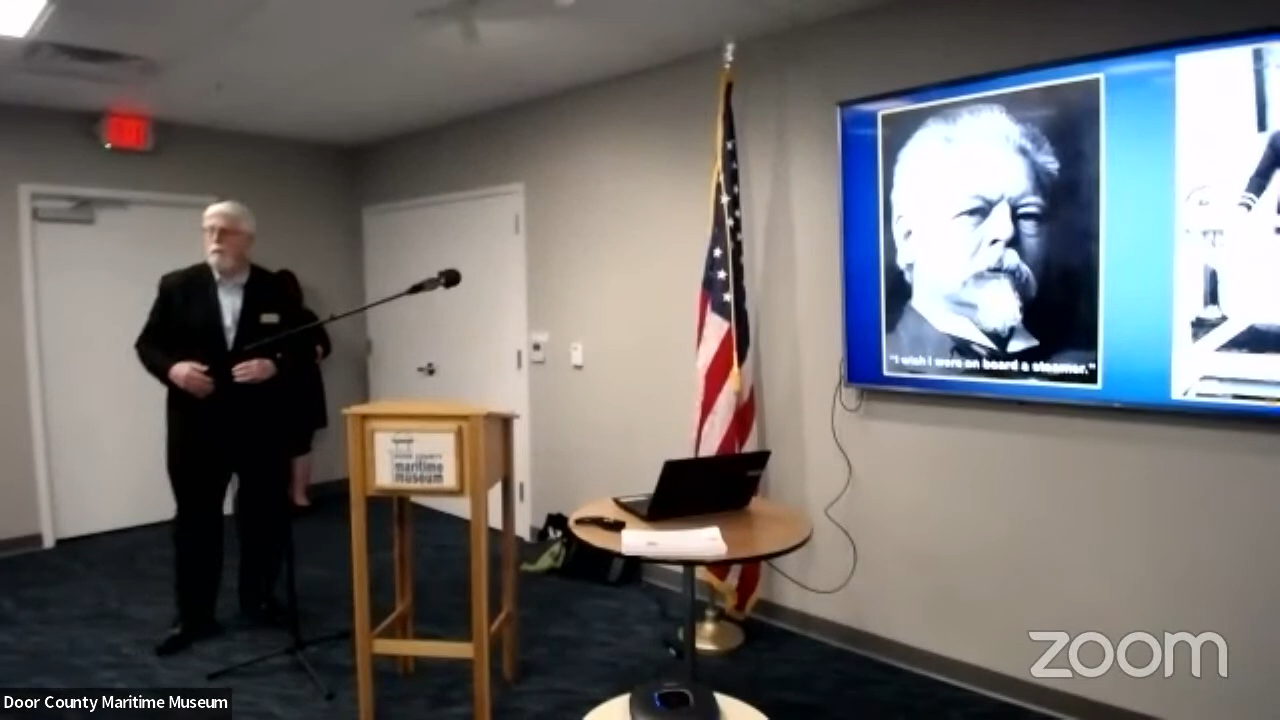 "I wish I were on board a steamer."
DOOR COUNTY
maritime
museum
zoom
Door County Maritime Museum